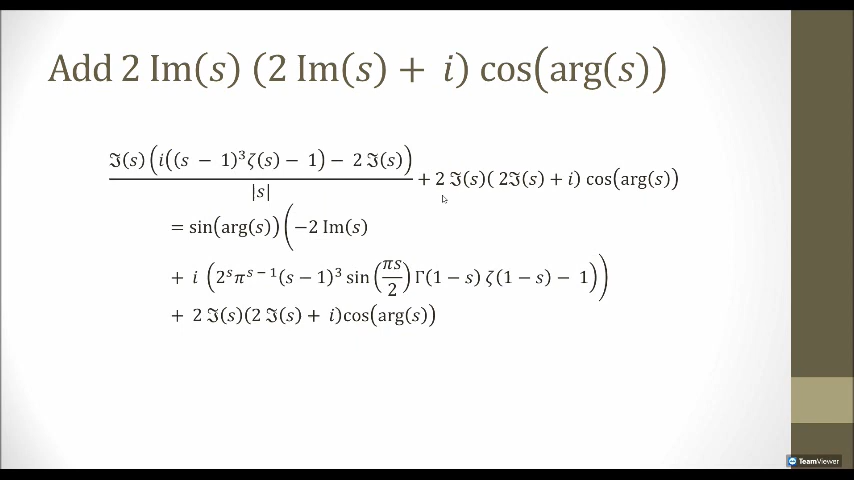 Add 2 Im(s) (2 Im(s) + i) cos(arg(s))
ℑ(s) (i((s − 1)³ζ(s) − 1) − 2 ℑ(s))
|s|
+ 2 ℑ(s)( 2ℑ(s) + i) cos(arg(s))
= sin(arg(s)) (−2 Im(s)
+ i (2ˢπˢ⁻¹(s − 1)³ sin (πs/2) Γ(1 − s) ζ(1 − s) − 1))
+ 2 ℑ(s)(2 ℑ(s) + i)cos(arg(s))
TeamViewer